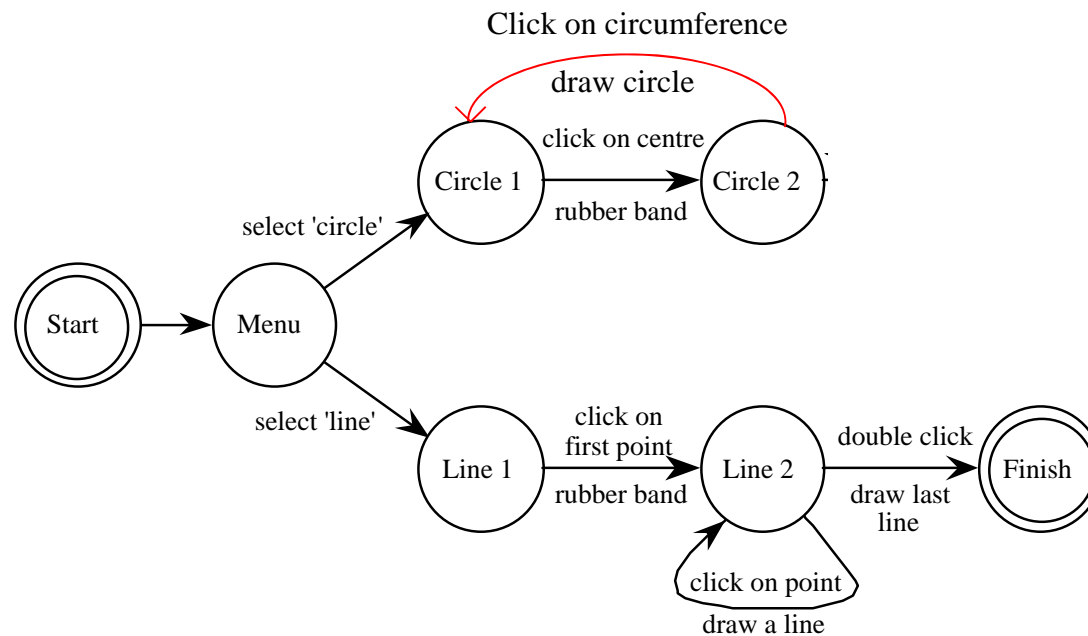 Click on circumference
draw circle
click on centre
Circle 1
Circle 2
rubber band
select 'circle'
Start
Menu
select 'line'
click on
first point
double click
Line 1
Line 2
Finish
rubber band
draw last
line
click on point
draw a line